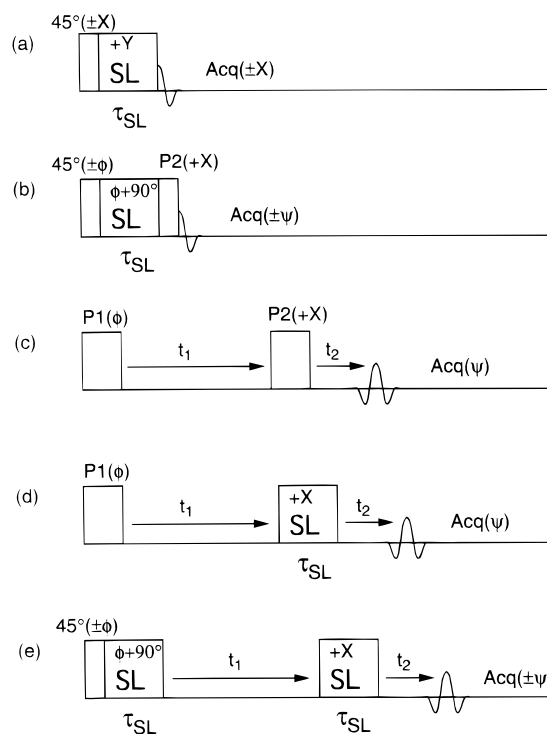 45°(±X)
(a) +Y
SL Acq(±X)
τSL
45°(±ϕ) P2(+X)
(b) ϕ+90°
SL Acq(±ψ)
τSL
P1(ϕ) P2(+X)
(c) t1 t2 Acq(ψ)
P1(ϕ)
(d) t1 +X t2
SL Acq(ψ)
τSL
45°(±ϕ)
(e) ϕ+90° t1 +X t2
SL SL Acq(±ψ
τSL τSL